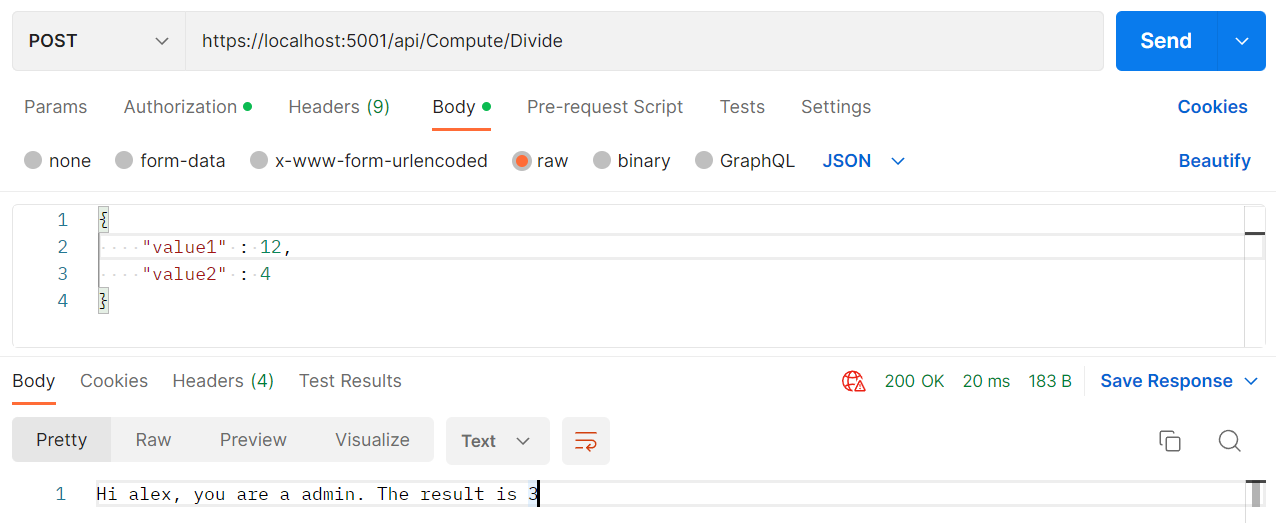 POST https://localhost:5001/api/Compute/Divide Send
Params Authorization Headers (9) Body Pre-request Script Tests Settings Cookies
none form-data x-www-form-urlencoded raw binary GraphQL JSON Beautify
1 {
2 "value1" : 12,
3 "value2" : 4
4 }
Body Cookies Headers (4) Test Results 200 OK 20 ms 183 B Save Response
Pretty Raw Preview Visualize Text
1 Hi alex, you are a admin. The result is 3